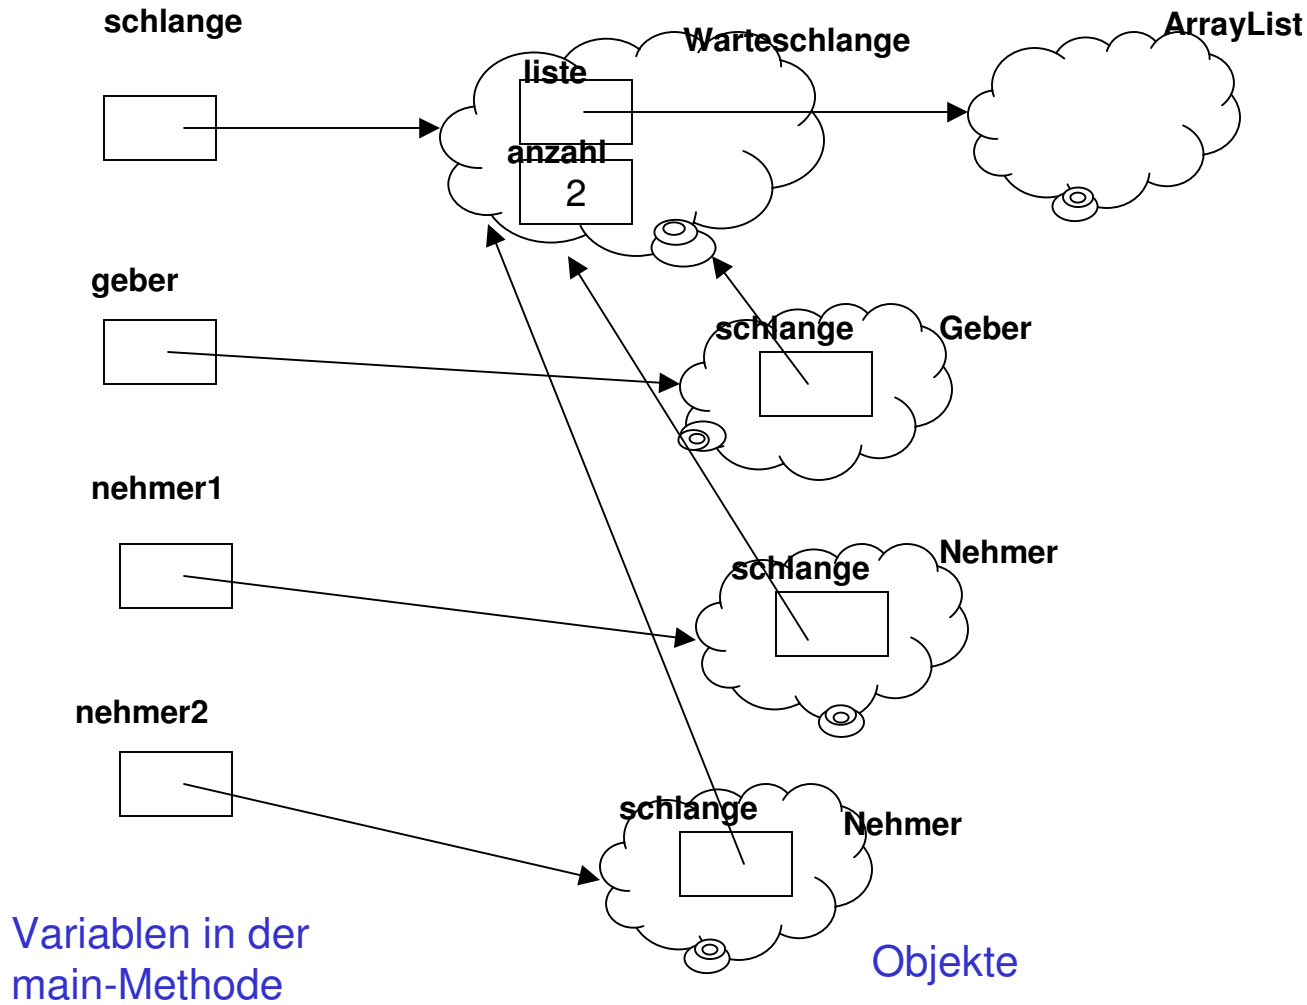 schlange
Warteschlange
ArrayList
liste
anzahl
2
geber
schlange
Geber
nehmer1
schlange
Nehmer
nehmer2
schlange
Nehmer
Variablen in der
main-Methode
Objekte